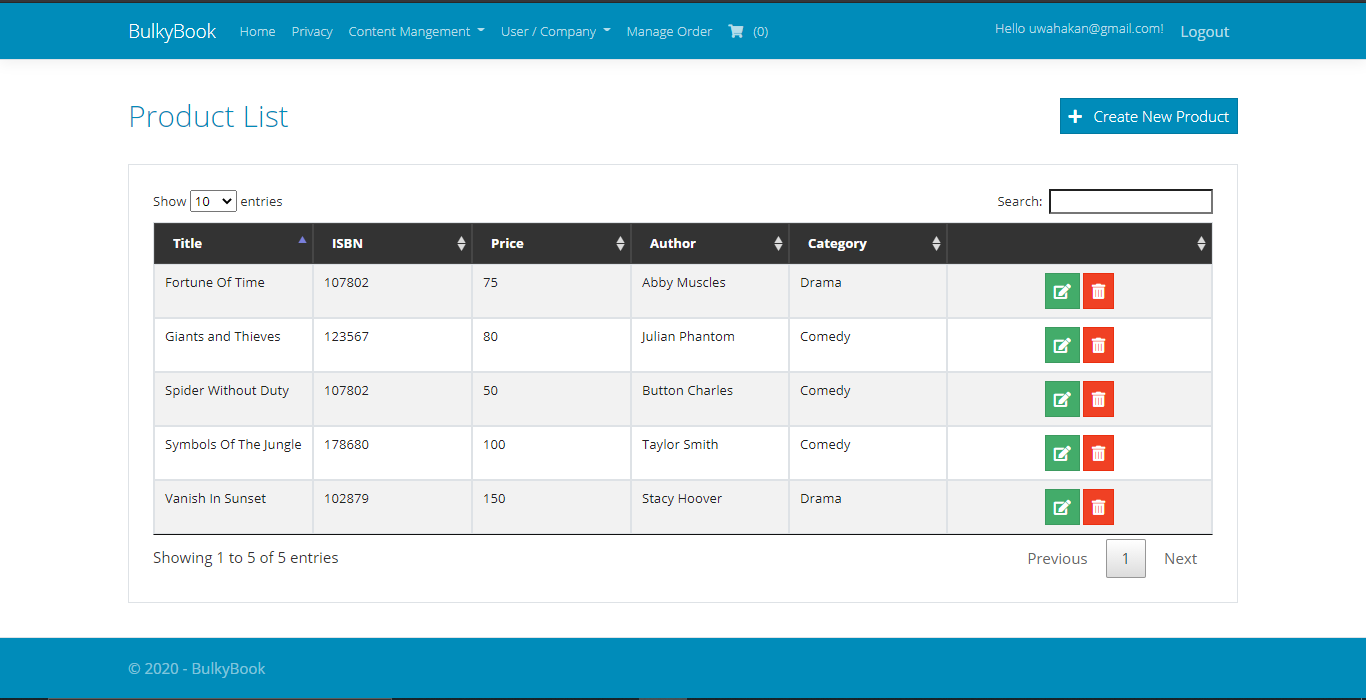 BulkyBook Home Privacy Content Mangement User / Company Manage Order (0) Hello uwahakan@gmail.com! Logout
Product List
Create New Product
Show 10 entries
Search:
Title ISBN Price Author Category
Fortune Of Time 107802 75 Abby Muscles Drama
Giants and Thieves 123567 80 Julian Phantom Comedy
Spider Without Duty 107802 50 Button Charles Comedy
Symbols Of The Jungle 178680 100 Taylor Smith Comedy
Vanish In Sunset 102879 150 Stacy Hoover Drama
Showing 1 to 5 of 5 entries
Previous 1 Next
© 2020 - BulkyBook